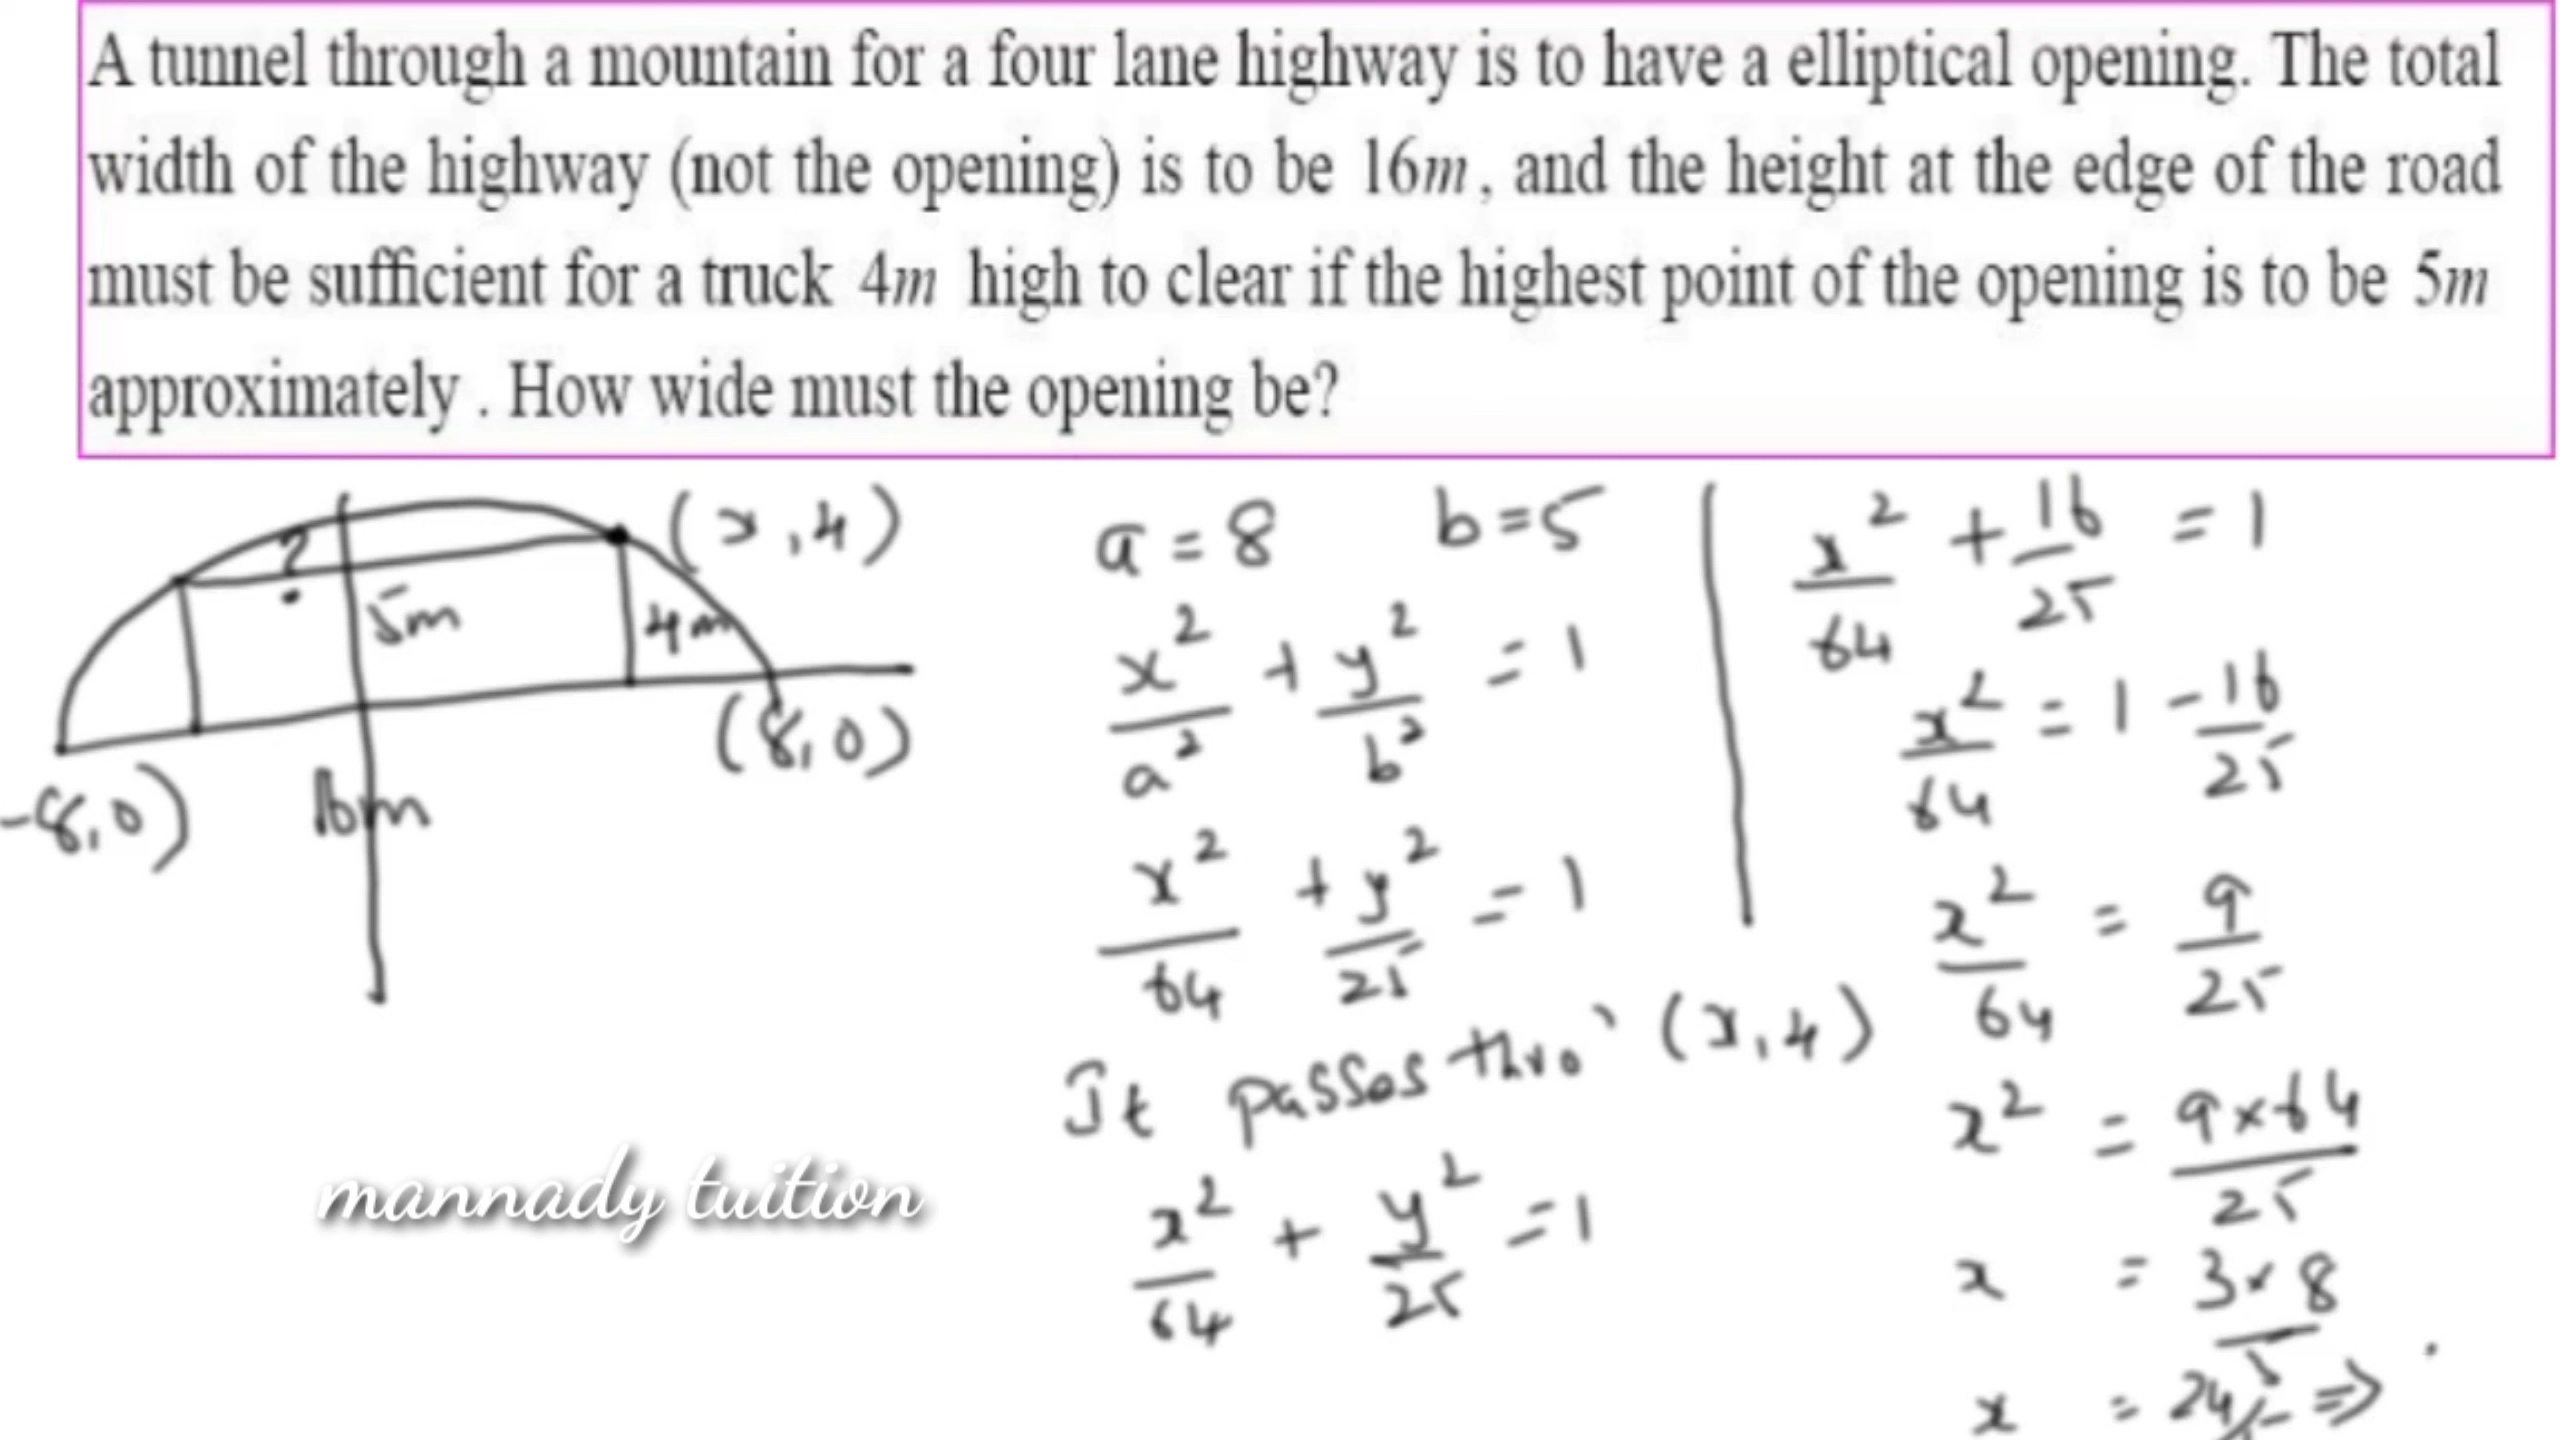 A tunnel through a mountain for a four lane highway is to have a elliptical opening. The total
width of the highway (not the opening) is to be 16m, and the height at the edge of the road
must be sufficient for a truck 4m high to clear if the highest point of the opening is to be 5m
approximately . How wide must the opening be?
(x,4)
?
5m
4m
(8,0)
-8,0)
16m
mannady tuition
a = 8 b = 5
x²/a² + y²/b² = 1
x²/64 + y²/25 = 1
It passes thro' (x,4)
x²/64 + y²/25 = 1
x²/64 + 16/25 = 1
x²/64 = 1 - 16/25
x²/64 = 9/25
x² = 9×64/25
x = 3×8/5
x = 24/5 ⇒